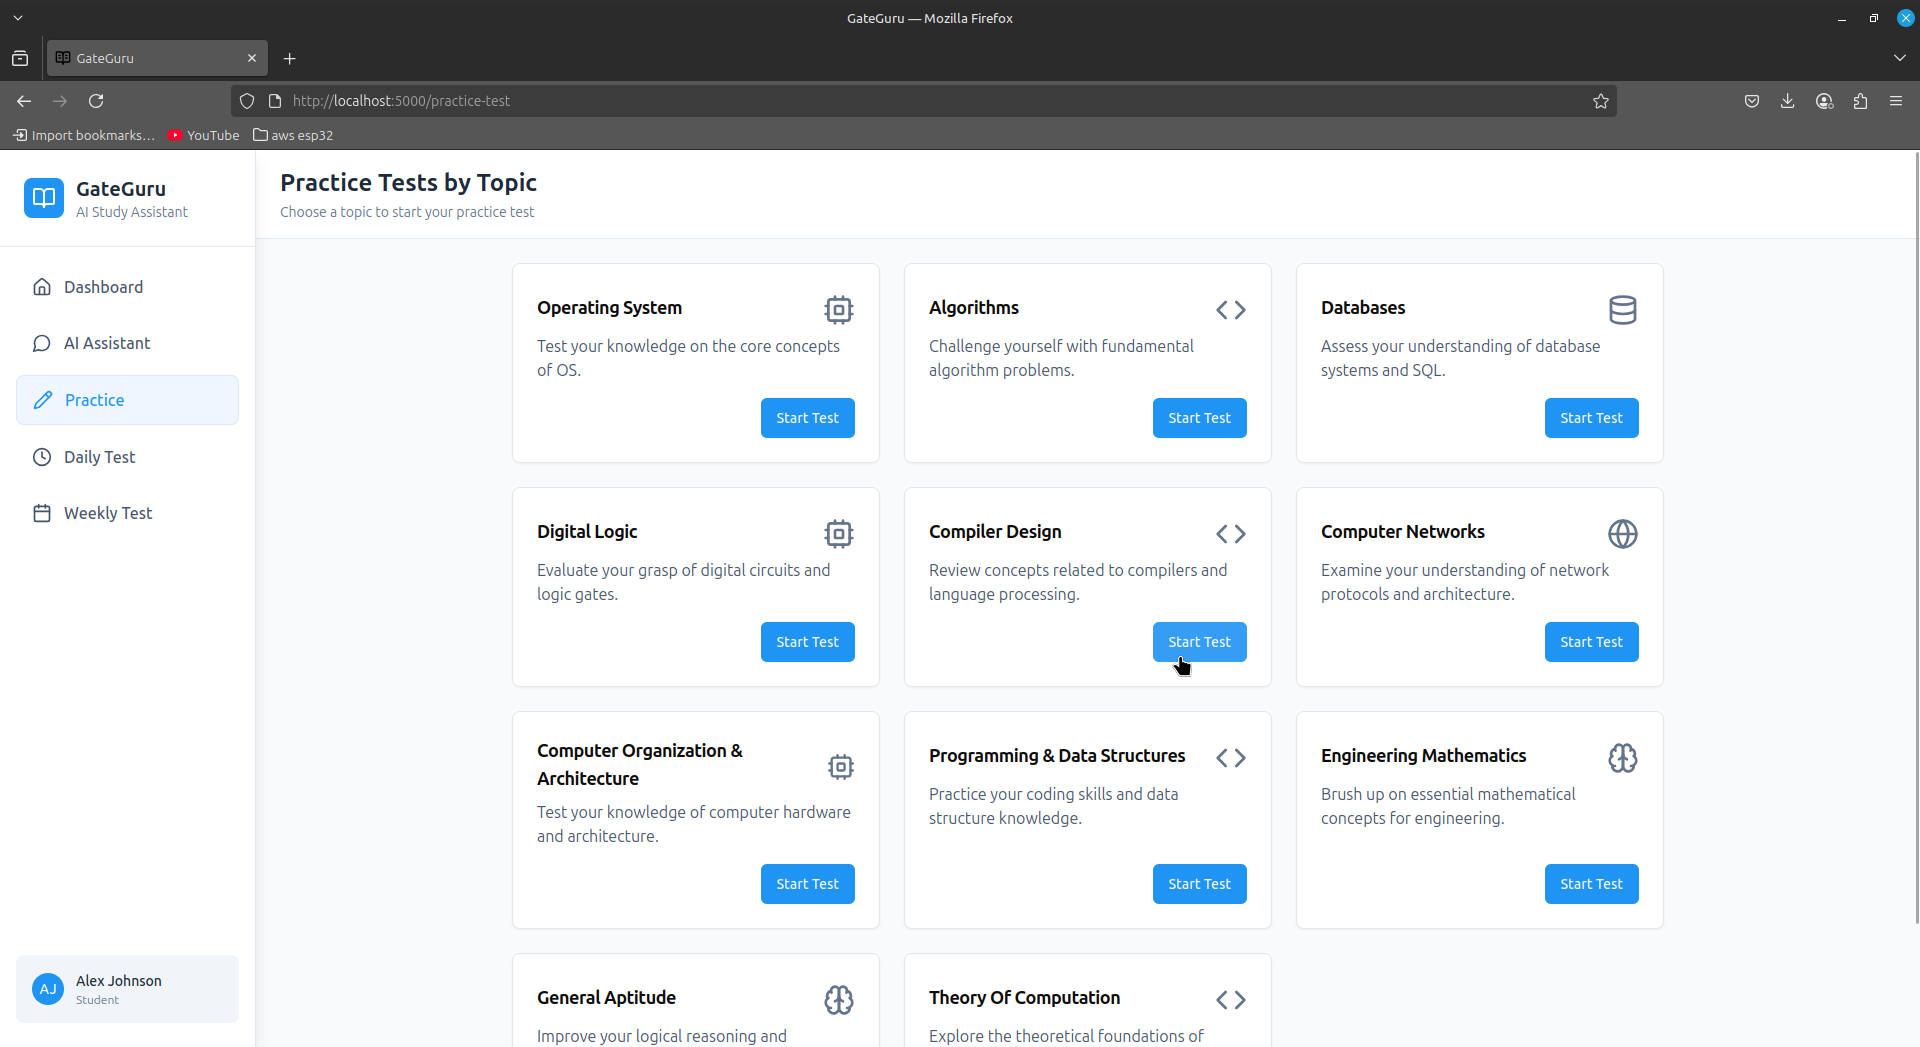 GateGuru — Mozilla Firefox
GateGuru
http://localhost:5000/practice-test
Import bookmarks...
YouTube
aws esp32
GateGuru
AI Study Assistant
Dashboard
AI Assistant
Practice
Daily Test
Weekly Test
AJ
Alex Johnson
Student
Practice Tests by Topic
Choose a topic to start your practice test
Operating System
Test your knowledge on the core concepts
of OS.
Start Test
Algorithms
Challenge yourself with fundamental
algorithm problems.
Start Test
Databases
Assess your understanding of database
systems and SQL.
Start Test
Digital Logic
Evaluate your grasp of digital circuits and
logic gates.
Start Test
Compiler Design
Review concepts related to compilers and
language processing.
Start Test
Computer Networks
Examine your understanding of network
protocols and architecture.
Start Test
Computer Organization &
Architecture
Test your knowledge of computer hardware
and architecture.
Start Test
Programming & Data Structures
Practice your coding skills and data
structure knowledge.
Start Test
Engineering Mathematics
Brush up on essential mathematical
concepts for engineering.
Start Test
General Aptitude
Improve your logical reasoning and
Theory Of Computation
Explore the theoretical foundations of